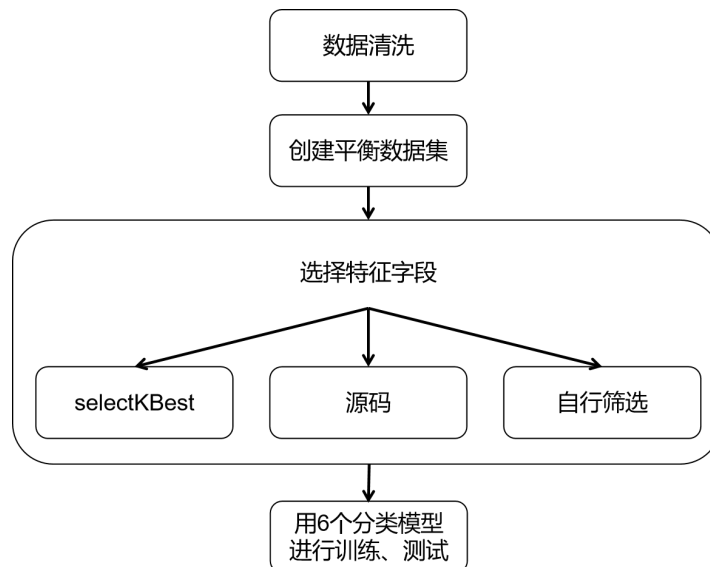 数据清洗
创建平衡数据集
选择特征字段
selectKBest
源码
自行筛选
用6个分类模型
进行训练、测试